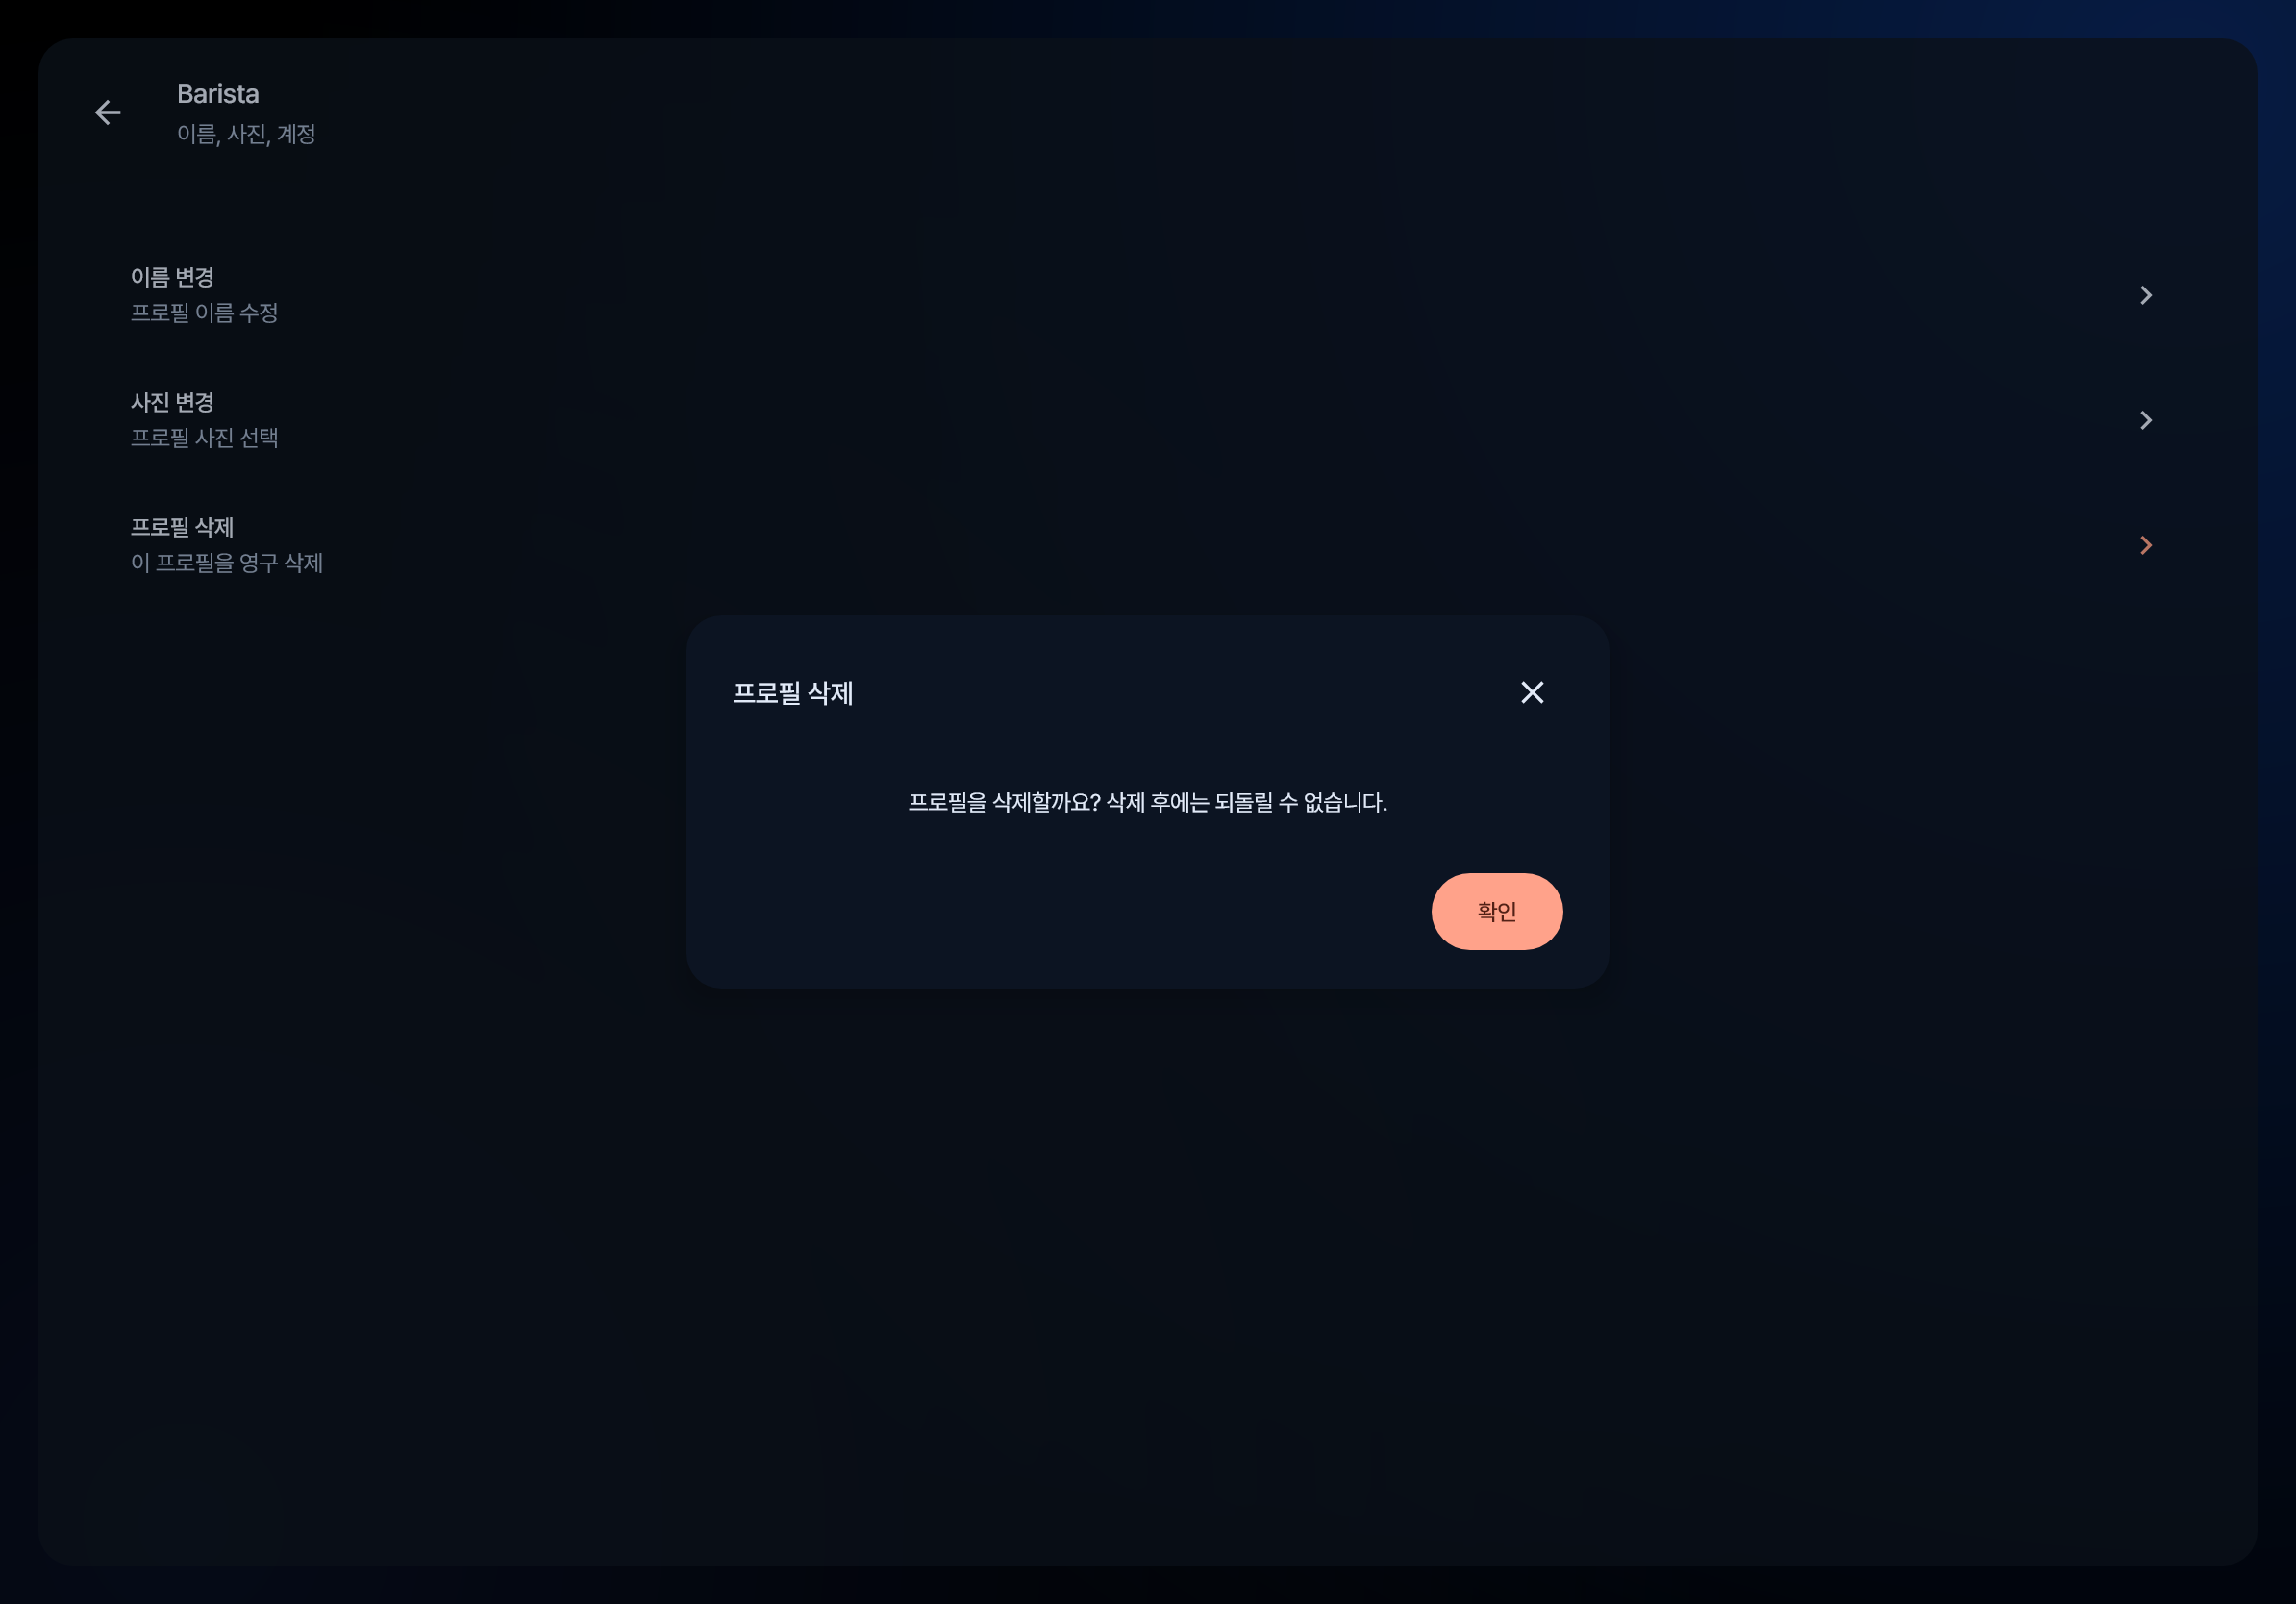 Barista
이름, 사진, 계정
이름 변경
프로필 이름 수정
사진 변경
프로필 사진 선택
프로필 삭제
이 프로필을 영구 삭제
프로필 삭제
프로필을 삭제할까요? 삭제 후에는 되돌릴 수 없습니다.
확인